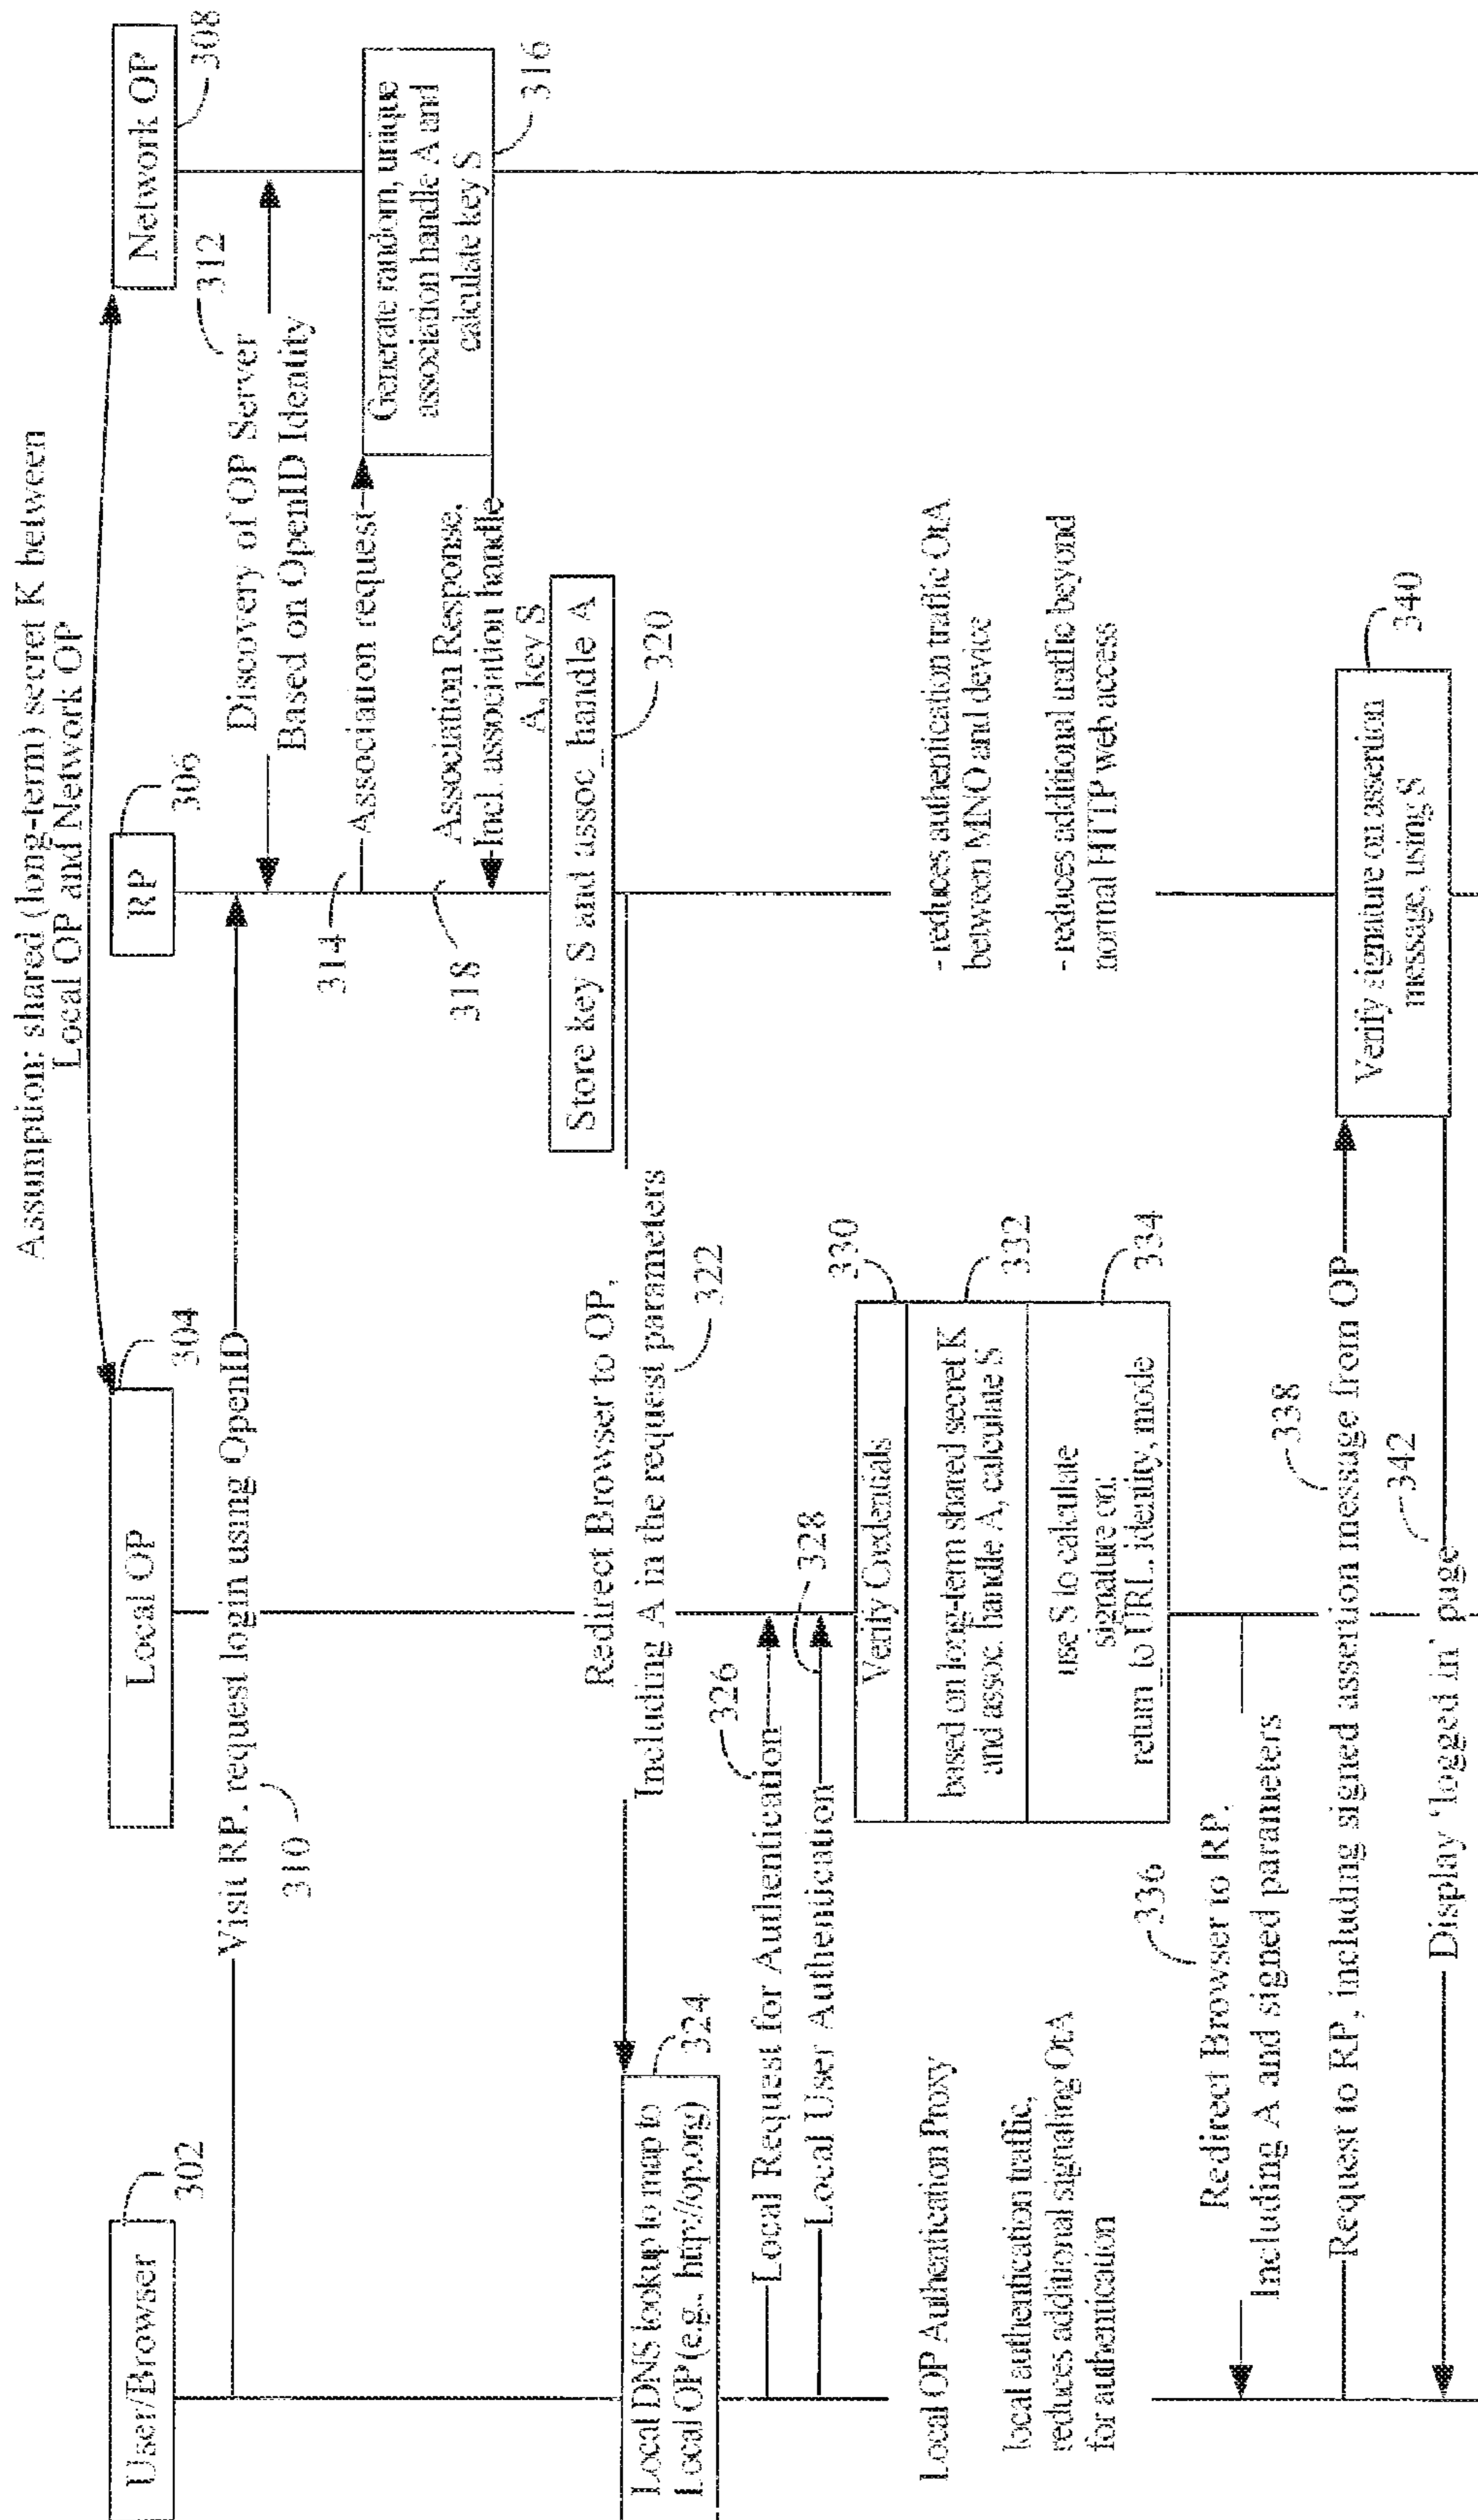 Assumption: shared (long-term) secret K between
Local OP and Network OP
User/Browser
302
Local OP
304
RP
306
Network OP
308
Visit RP, request login using OpenID
310
Discovery of OP Server
Based on OpenID Identity
312
314
Association request
Generate random, unique
association handle A and
calculate key S
316
318
Association Response,
Incl. association handle
A, key S
Store key S and assoc_handle A
320
Redirect Browser to OP,
Including A in the request parameters
322
Local DNS lookup to map to
Local OP (e.g., http://op.org)
324
Local Request for Authentication
326
Local User Authentication
328
Verify Credentials
330
based on long-term shared secret K
and assoc. handle A, calculate S
332
use S to calculate
signature on:
return_to URL, identity, mode
334
Local OP Authentication Proxy
local authentication traffic,
reduces additional signaling OtA
for authentication
- reduces authentication traffic OtA
between MNO and device
- reduces additional traffic beyond
normal HTTP web access
336
Redirect Browser to RP.
Including A and signed parameters
Request to RP, including signed assertion message from OP
338
Verify signature on assertion
message, using S
340
Display 'logged in' page
342